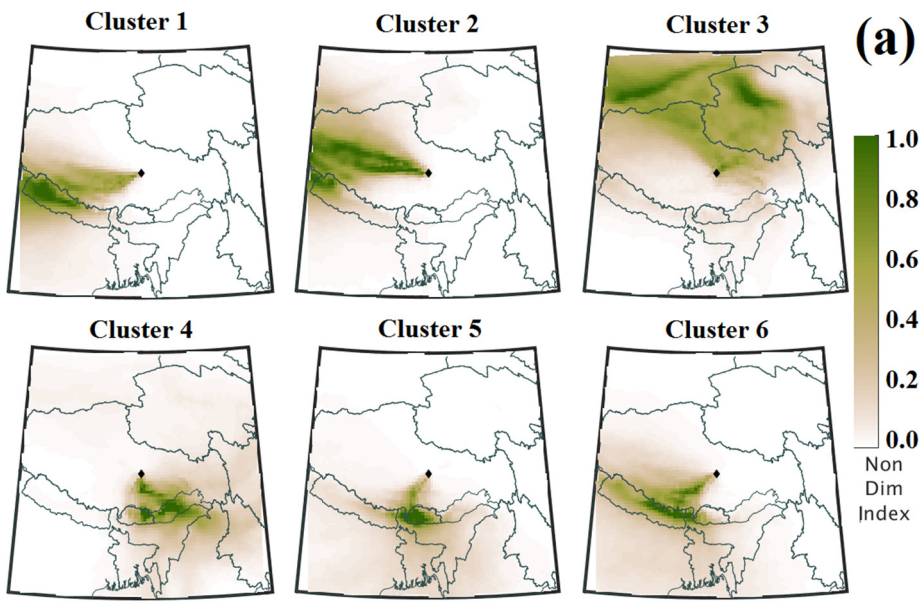 Cluster 1
Cluster 2
Cluster 3
(a)
1.0
0.8
0.6
0.4
0.2
0.0
Non
Dim
Index
Cluster 4
Cluster 5
Cluster 6